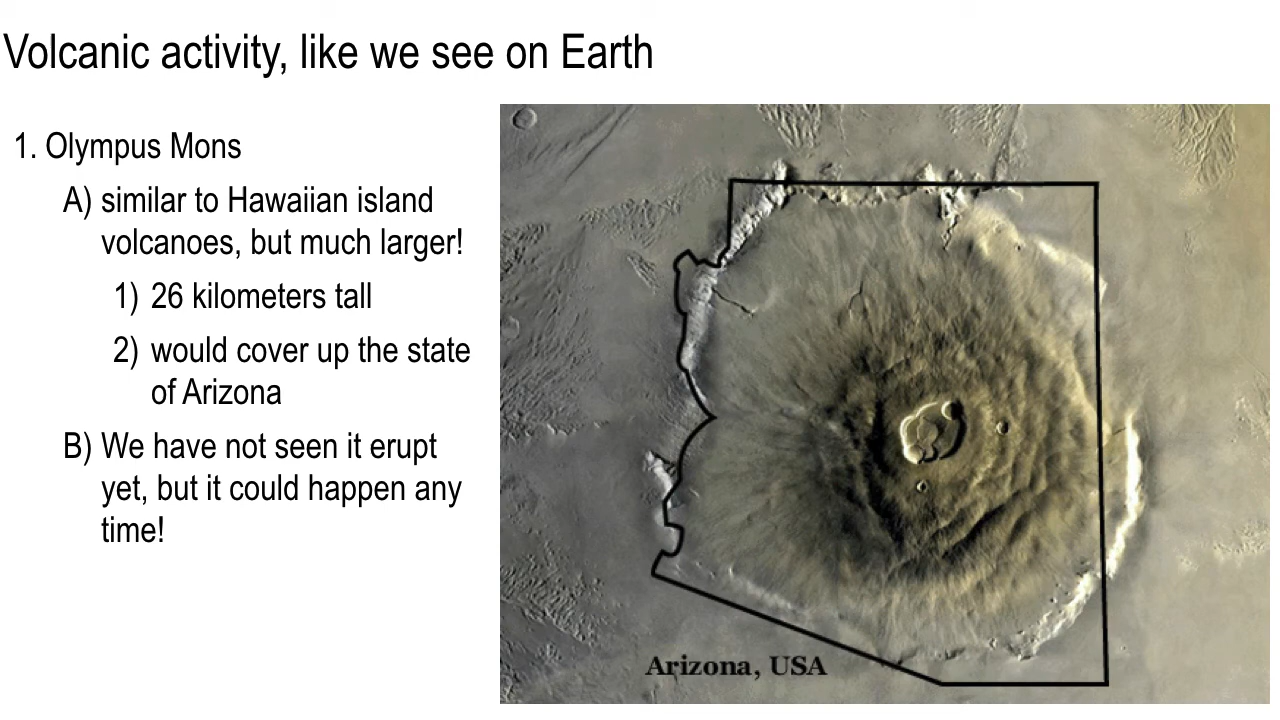 Volcanic activity, like we see on Earth
1. Olympus Mons
A) similar to Hawaiian island
volcanoes, but much larger!
1) 26 kilometers tall
2) would cover up the state
of Arizona
B) We have not seen it erupt
yet, but it could happen any
time!
Arizona, USA